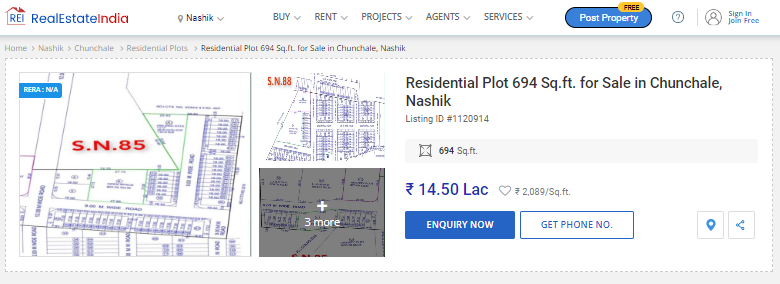 REI RealEstateIndia
Nashik
BUY
RENT
PROJECTS
AGENTS
SERVICES
FREE
Post Property
Sign In
Join Free
Home > Nashik > Chunchale > Residential Plots > Residential Plot 694 Sq.ft. for Sale in Chunchale, Nashik
RERA : N/A
S.N.85
S.N.88
+
3 more
Residential Plot 694 Sq.ft. for Sale in Chunchale,
Nashik
Listing ID #1120914
694 Sq.ft.
₹ 14.50 Lac
₹ 2,089/Sq.ft.
ENQUIRY NOW
GET PHONE NO.